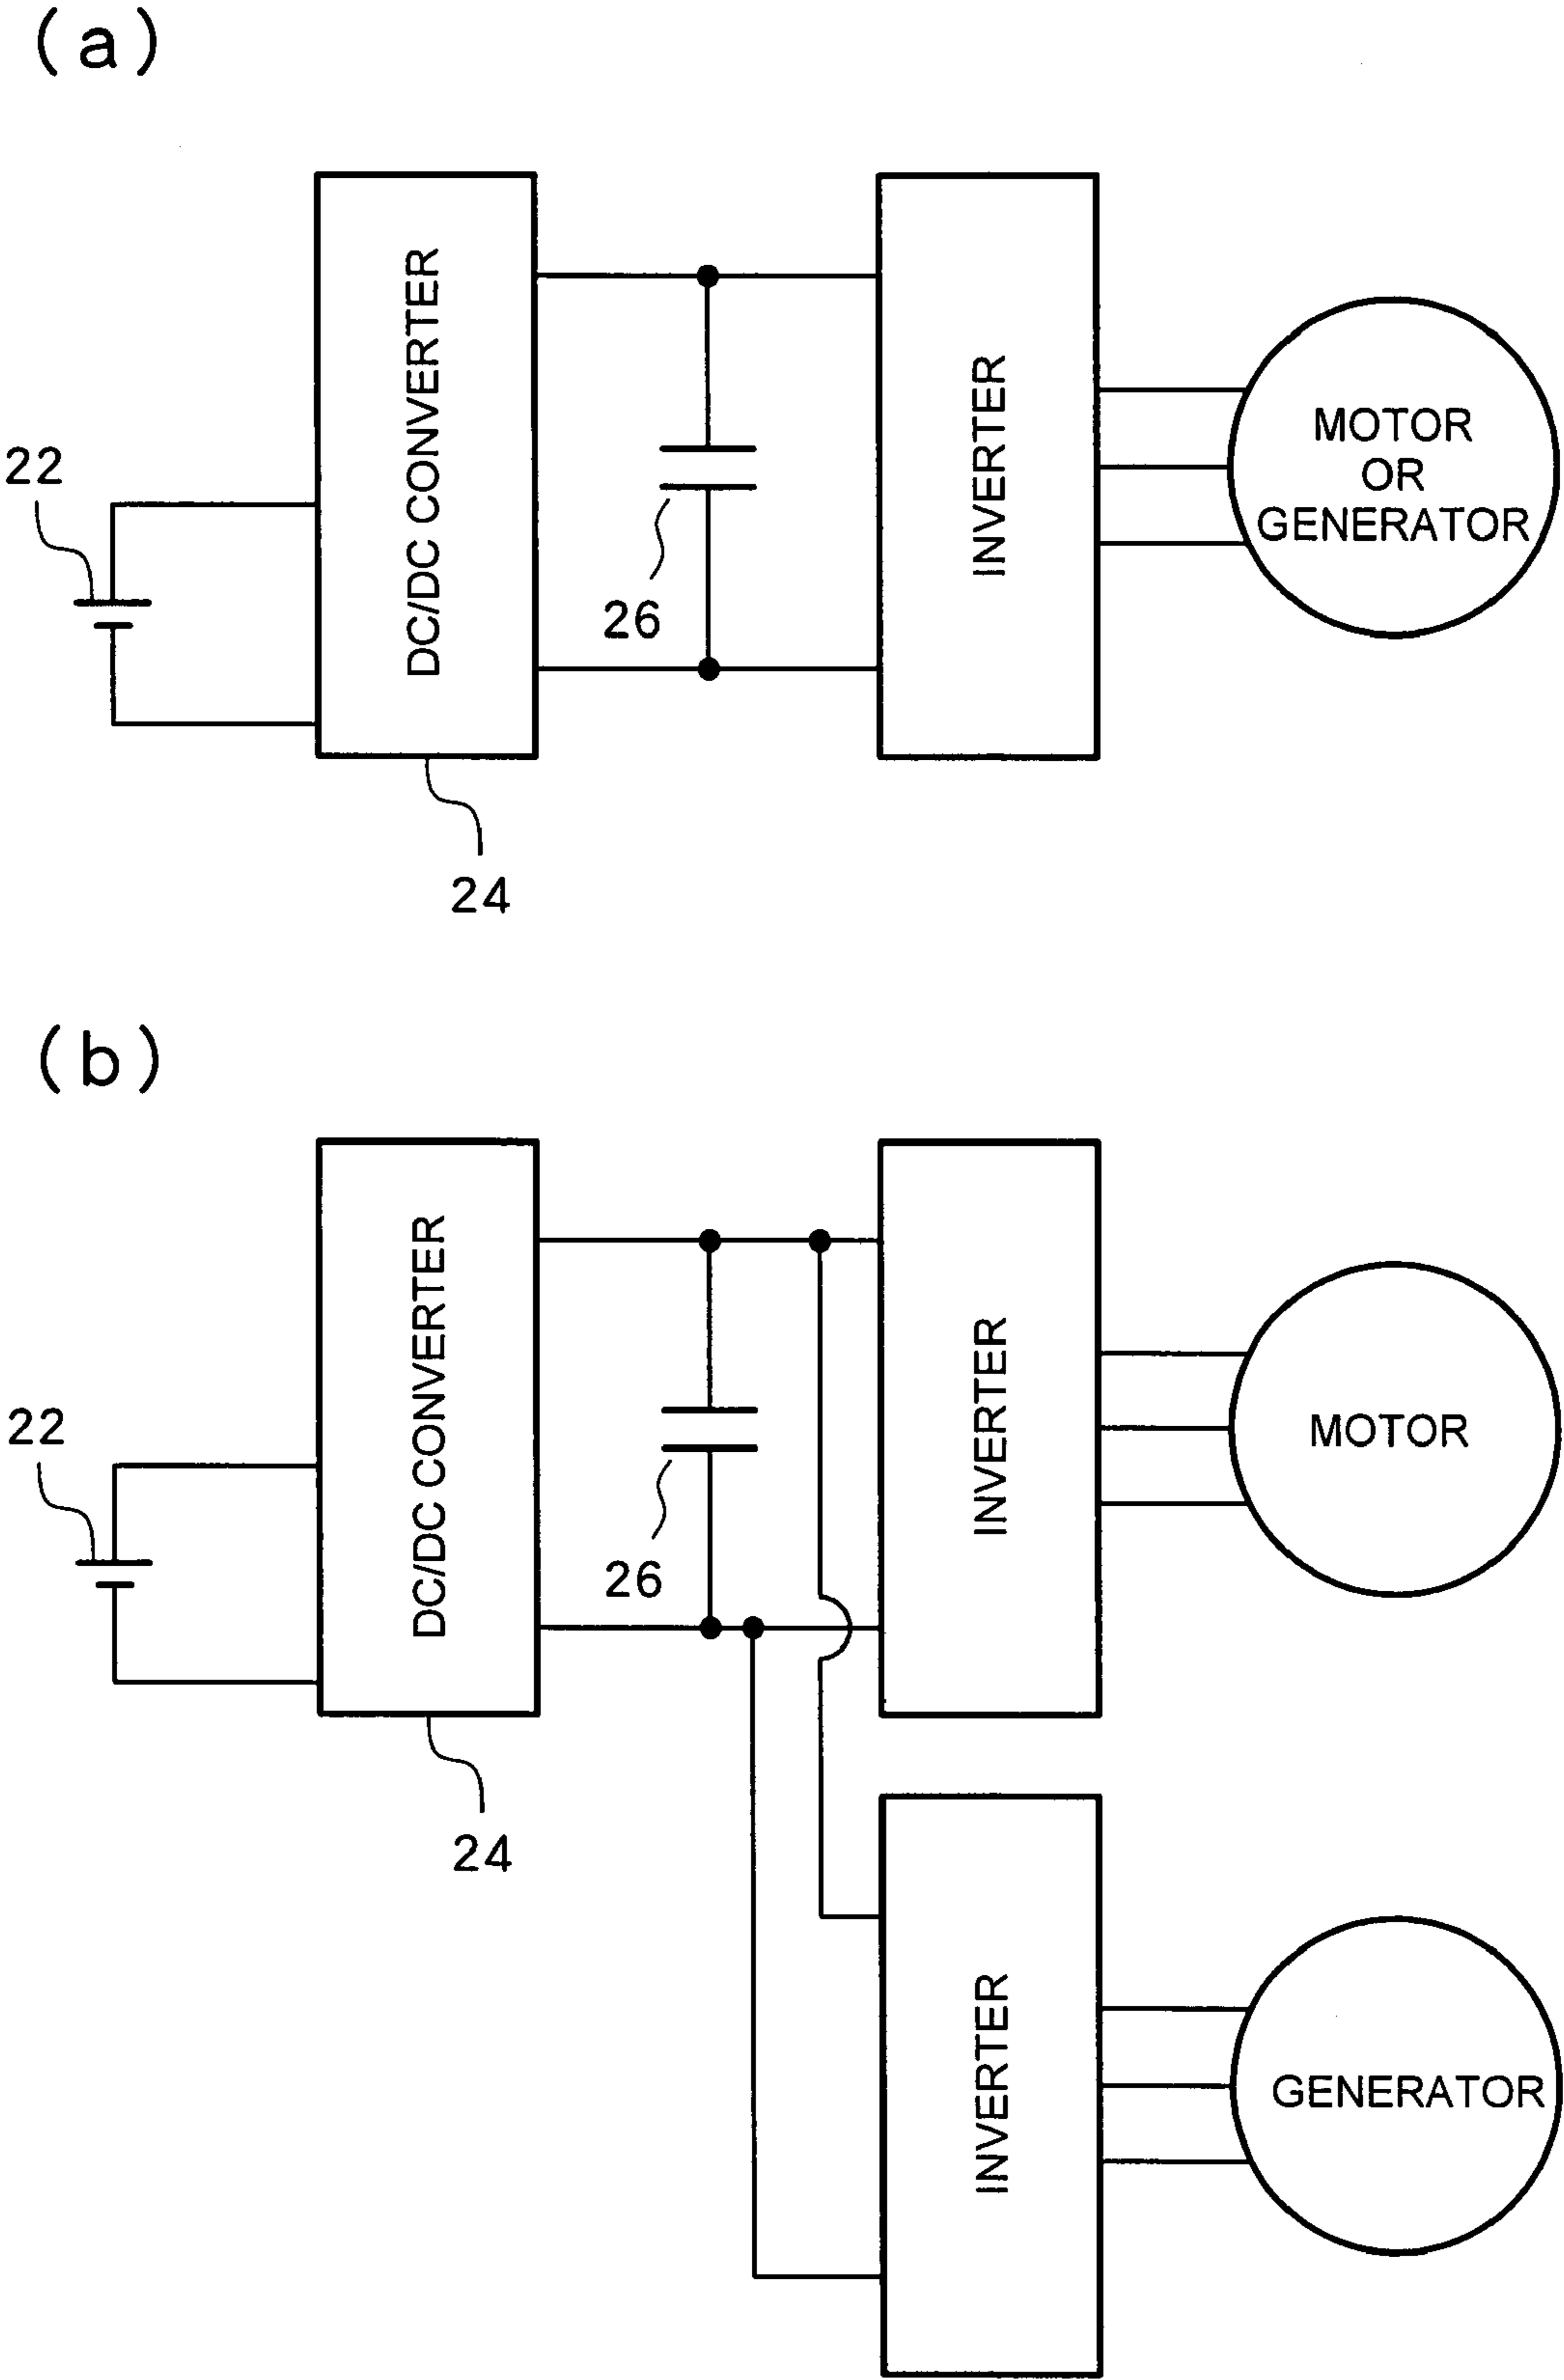 (a)
DC/DC CONVERTER
INVERTER
MOTOR
OR
GENERATOR
22
26
24
(b)
DC/DC CONVERTER
INVERTER
MOTOR
22
26
24
INVERTER
GENERATOR